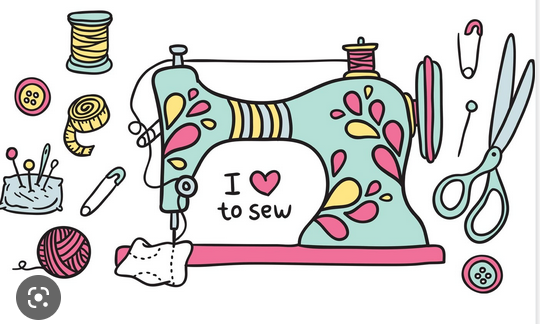 I ♥ 
to sew